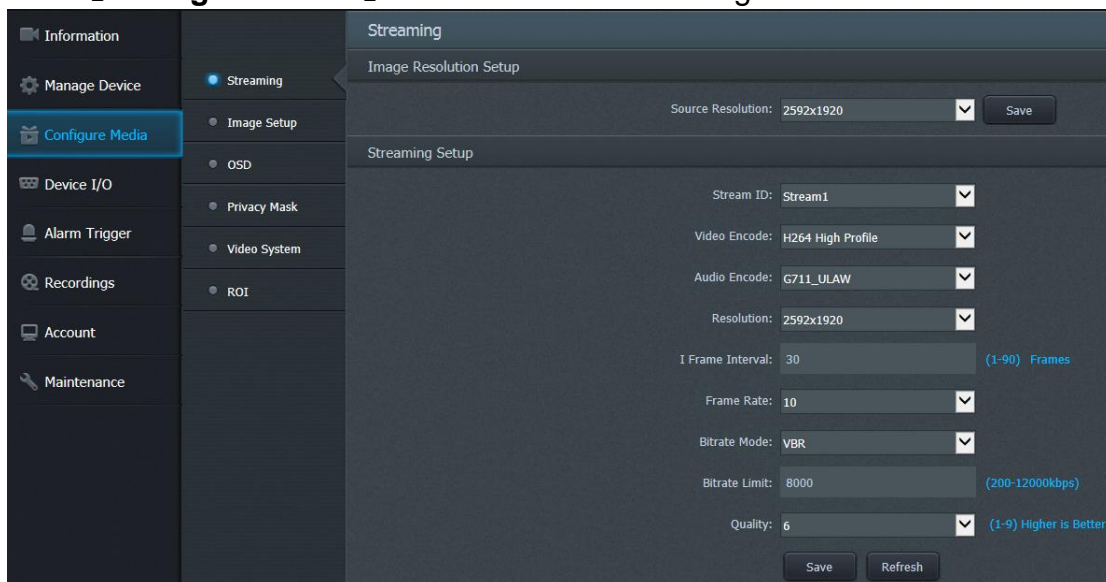 Information
Manage Device
Configure Media
Device I/O
Alarm Trigger
Recordings
Account
Maintenance
Streaming
Image Setup
OSD
Privacy Mask
Video System
ROI
Streaming
Image Resolution Setup
Source Resolution: 2592x1920 Save
Streaming Setup
Stream ID: Stream1
Video Encode: H264 High Profile
Audio Encode: G711_ULAW
Resolution: 2592x1920
I Frame Interval: 30 (1-90) Frames
Frame Rate: 10
Bitrate Mode: VBR
Bitrate Limit: 8000 (200-12000kbps)
Quality: 6 (1-9) Higher is Better
Save Refresh